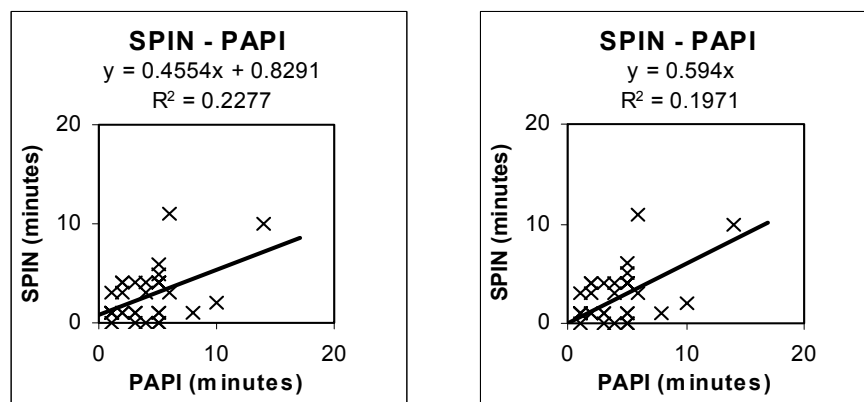 SPIN - PAPI
y = 0.4554x + 0.8291
R² = 0.2277
20
10
0
0 10 20
SPIN (minutes)
PAPI (minutes)
SPIN - PAPI
y = 0.594x
R² = 0.1971
20
10
0
0 10 20
SPIN (minutes)
PAPI (minutes)